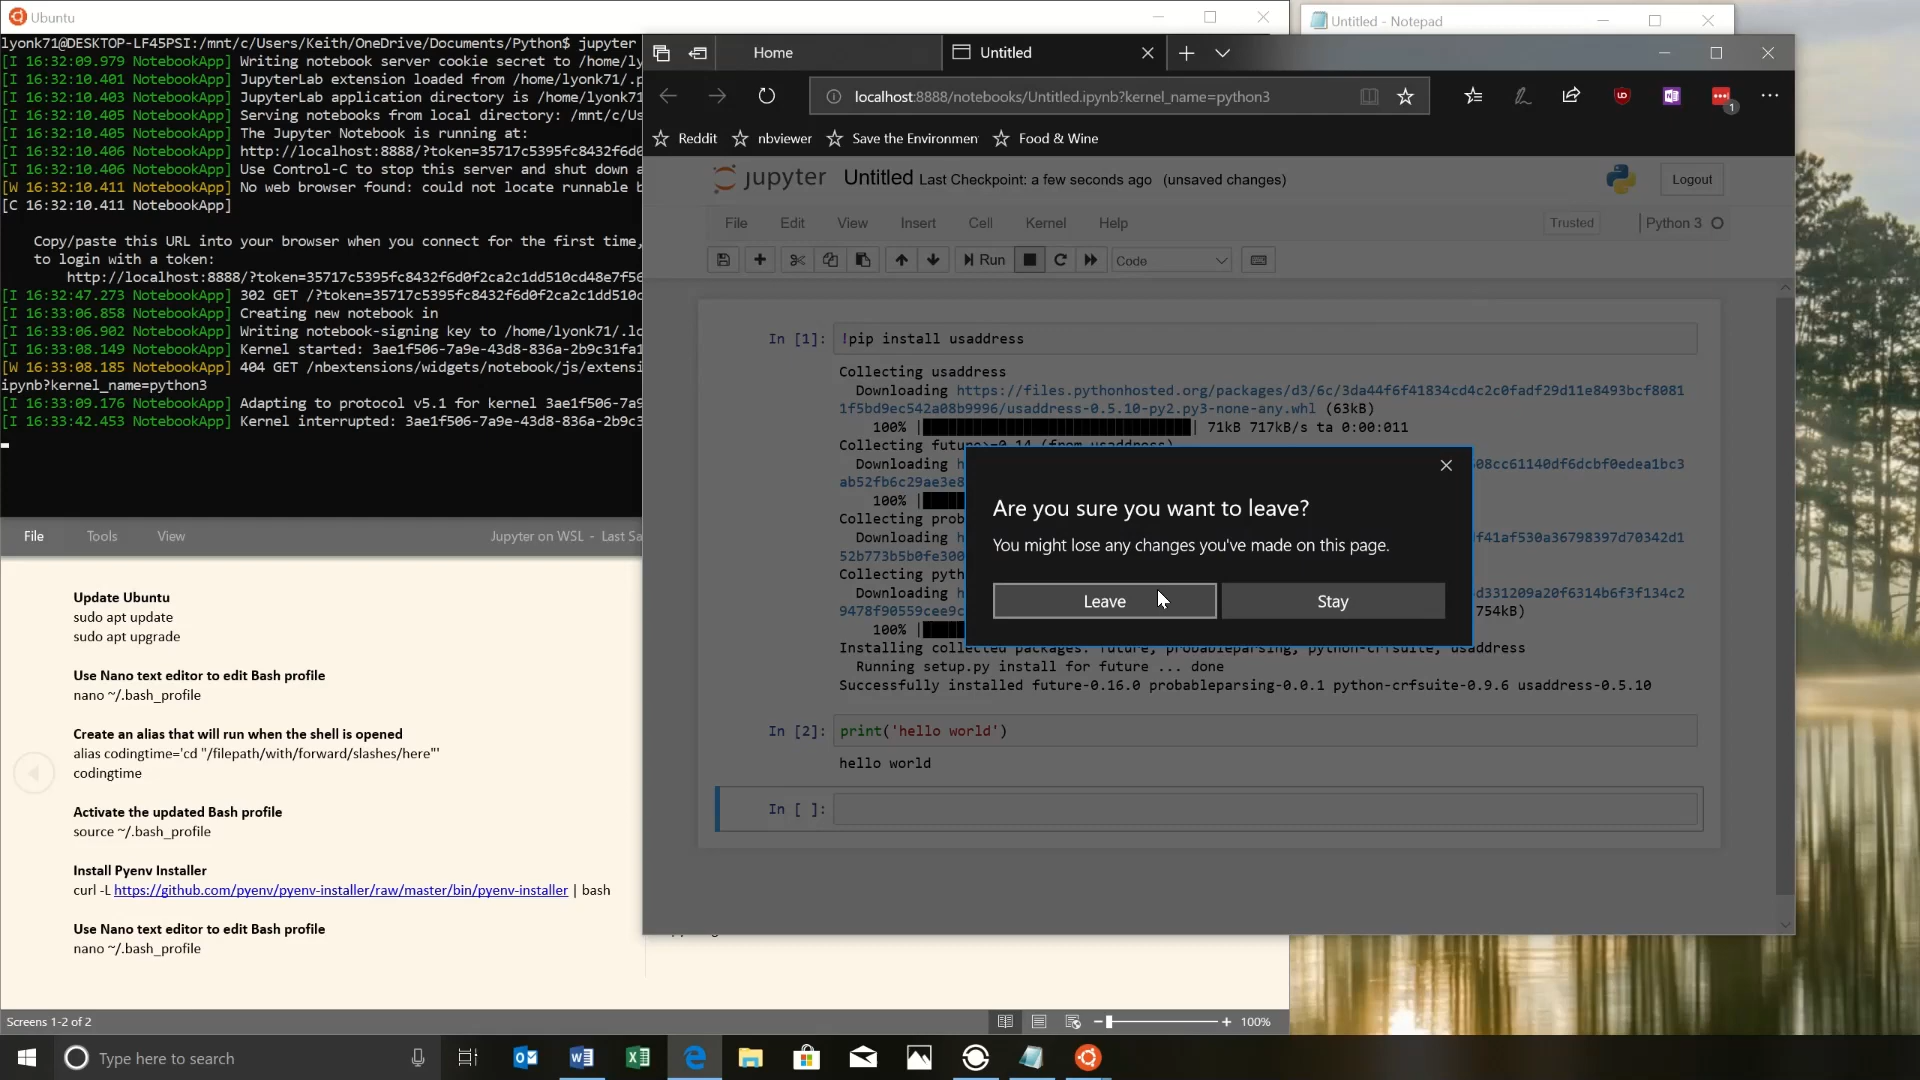 Ubuntu
lyonk71@DESKTOP-LF45PSI:/mnt/c/Users/Keith/OneDrive/Documents/Python$ jupyter
[I 16:32:09.979 NotebookApp] Writing notebook server cookie secret to /home/ly
[I 16:32:10.401 NotebookApp] JupyterLab extension loaded from /home/lyonk71/.p
[I 16:32:10.403 NotebookApp] JupyterLab application directory is /home/lyonk71
[I 16:32:10.405 NotebookApp] Serving notebooks from local directory: /mnt/c/Us
[I 16:32:10.405 NotebookApp] The Jupyter Notebook is running at:
[I 16:32:10.406 NotebookApp] http://localhost:8888/?token=35717c5395fc8432f6d0
[I 16:32:10.406 NotebookApp] Use Control-C to stop this server and shut down a
[W 16:32:10.411 NotebookApp] No web browser found: could not locate runnable b
[C 16:32:10.411 NotebookApp]
Copy/paste this URL into your browser when you connect for the first time,
to login with a token:
http://localhost:8888/?token=35717c5395fc8432f6d0f2ca2c1dd510cd48e7f56
[I 16:32:47.273 NotebookApp] 302 GET /?token=35717c5395fc8432f6d0f2ca2c1dd510c
[I 16:33:06.858 NotebookApp] Creating new notebook in
[I 16:33:06.902 NotebookApp] Writing notebook-signing key to /home/lyonk71/.lo
[I 16:33:08.149 NotebookApp] Kernel started: 3ae1f506-7a9e-43d8-836a-2b9c31fa1
[W 16:33:08.185 NotebookApp] 404 GET /nbextensions/widgets/notebook/js/extensi
ipynb?kernel_name=python3
[I 16:33:09.176 NotebookApp] Adapting to protocol v5.1 for kernel 3ae1f506-7a9
[I 16:33:42.453 NotebookApp] Kernel interrupted: 3ae1f506-7a9e-43d8-836a-2b9c3
Untitled - Notepad
Home
Untitled
localhost:8888/notebooks/Untitled.ipynb?kernel_name=python3
1
Reddit
nbviewer
Save the Environmen
Food & Wine
jupyter Untitled Last Checkpoint: a few seconds ago (unsaved changes)
Logout
File Edit View Insert Cell Kernel Help
Trusted
Python 3
Run
Code
In [1]: !pip install usaddress
Collecting usaddress
Downloading https://files.pythonhosted.org/packages/d3/6c/3da44f6f41834cd4c2c0fadf29d11e8493bcf8081
1f5bd9ec542a08b9996/usaddress-0.5.10-py2.py3-none-any.whl (63kB)
100% | 71kB 717kB/s ta 0:00:011
Collecting future>=0.14 (from usaddress)
Downloading h 08cc61140df6dcbf0edea1bc3
ab52fb6c29ae3e8
100%
Collecting prob
Downloading h f41af530a36798397d70342d1
52b773b5b0fe300
Collecting pyth
Downloading h d331209a20f6314b6f3f134c2
9478f90559cee9c 754kB)
100%
Installing collected packages: future, probableparsing, python-crfsuite, usaddress
Running setup.py install for future ... done
Successfully installed future-0.16.0 probableparsing-0.0.1 python-crfsuite-0.9.6 usaddress-0.5.10
In [2]: print('hello world')
hello world
In [ ]:
Are you sure you want to leave?
You might lose any changes you've made on this page.
Leave
Stay
File Tools View
Jupyter on WSL - Last Sa
Update Ubuntu
sudo apt update
sudo apt upgrade
Use Nano text editor to edit Bash profile
nano ~/.bash_profile
Create an alias that will run when the shell is opened
alias codingtime='cd "/filepath/with/forward/slashes/here"'
codingtime
Activate the updated Bash profile
source ~/.bash_profile
Install Pyenv Installer
curl -L https://github.com/pyenv/pyenv-installer/raw/master/bin/pyenv-installer | bash
Use Nano text editor to edit Bash profile
nano ~/.bash_profile
Screens 1-2 of 2
100%
Type here to search